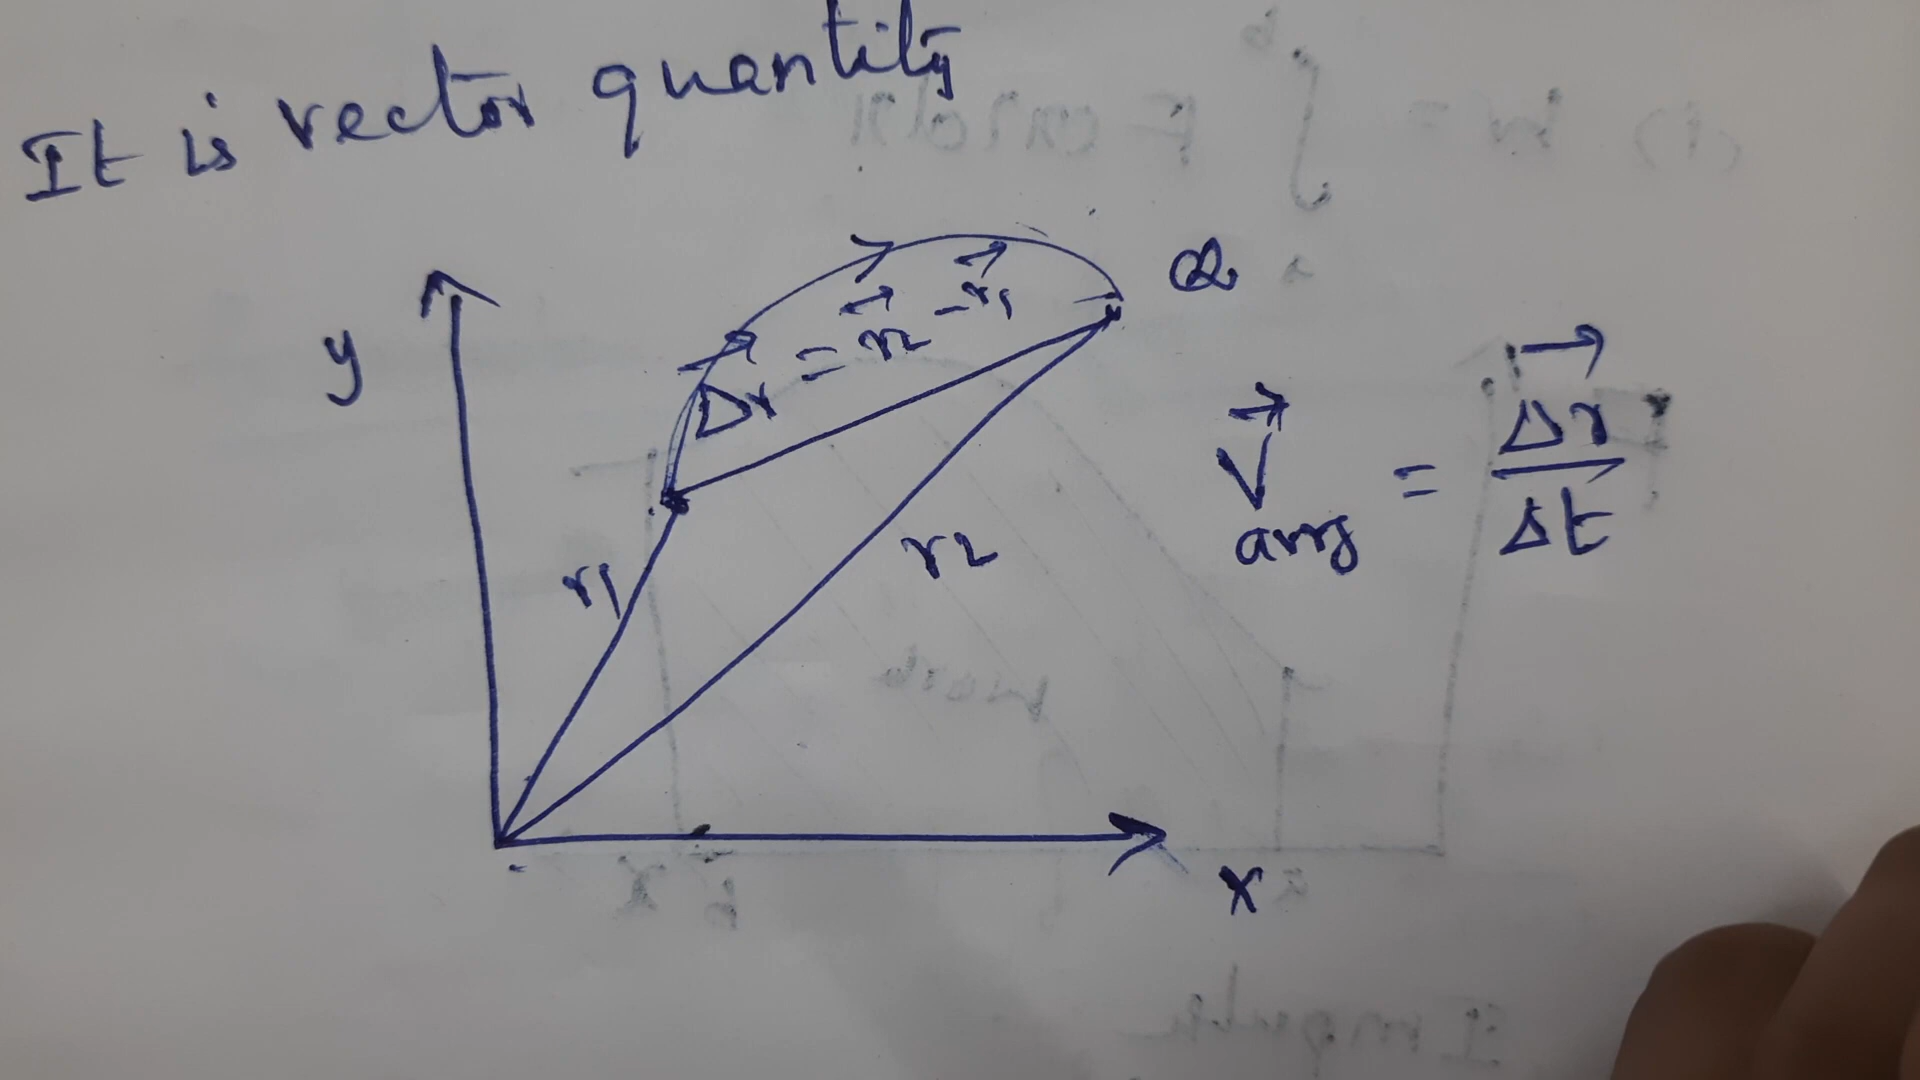 It is vector quantity
y
Q
Δr = r2 - r1
V avg = Δr / Δt
r1
r2
x